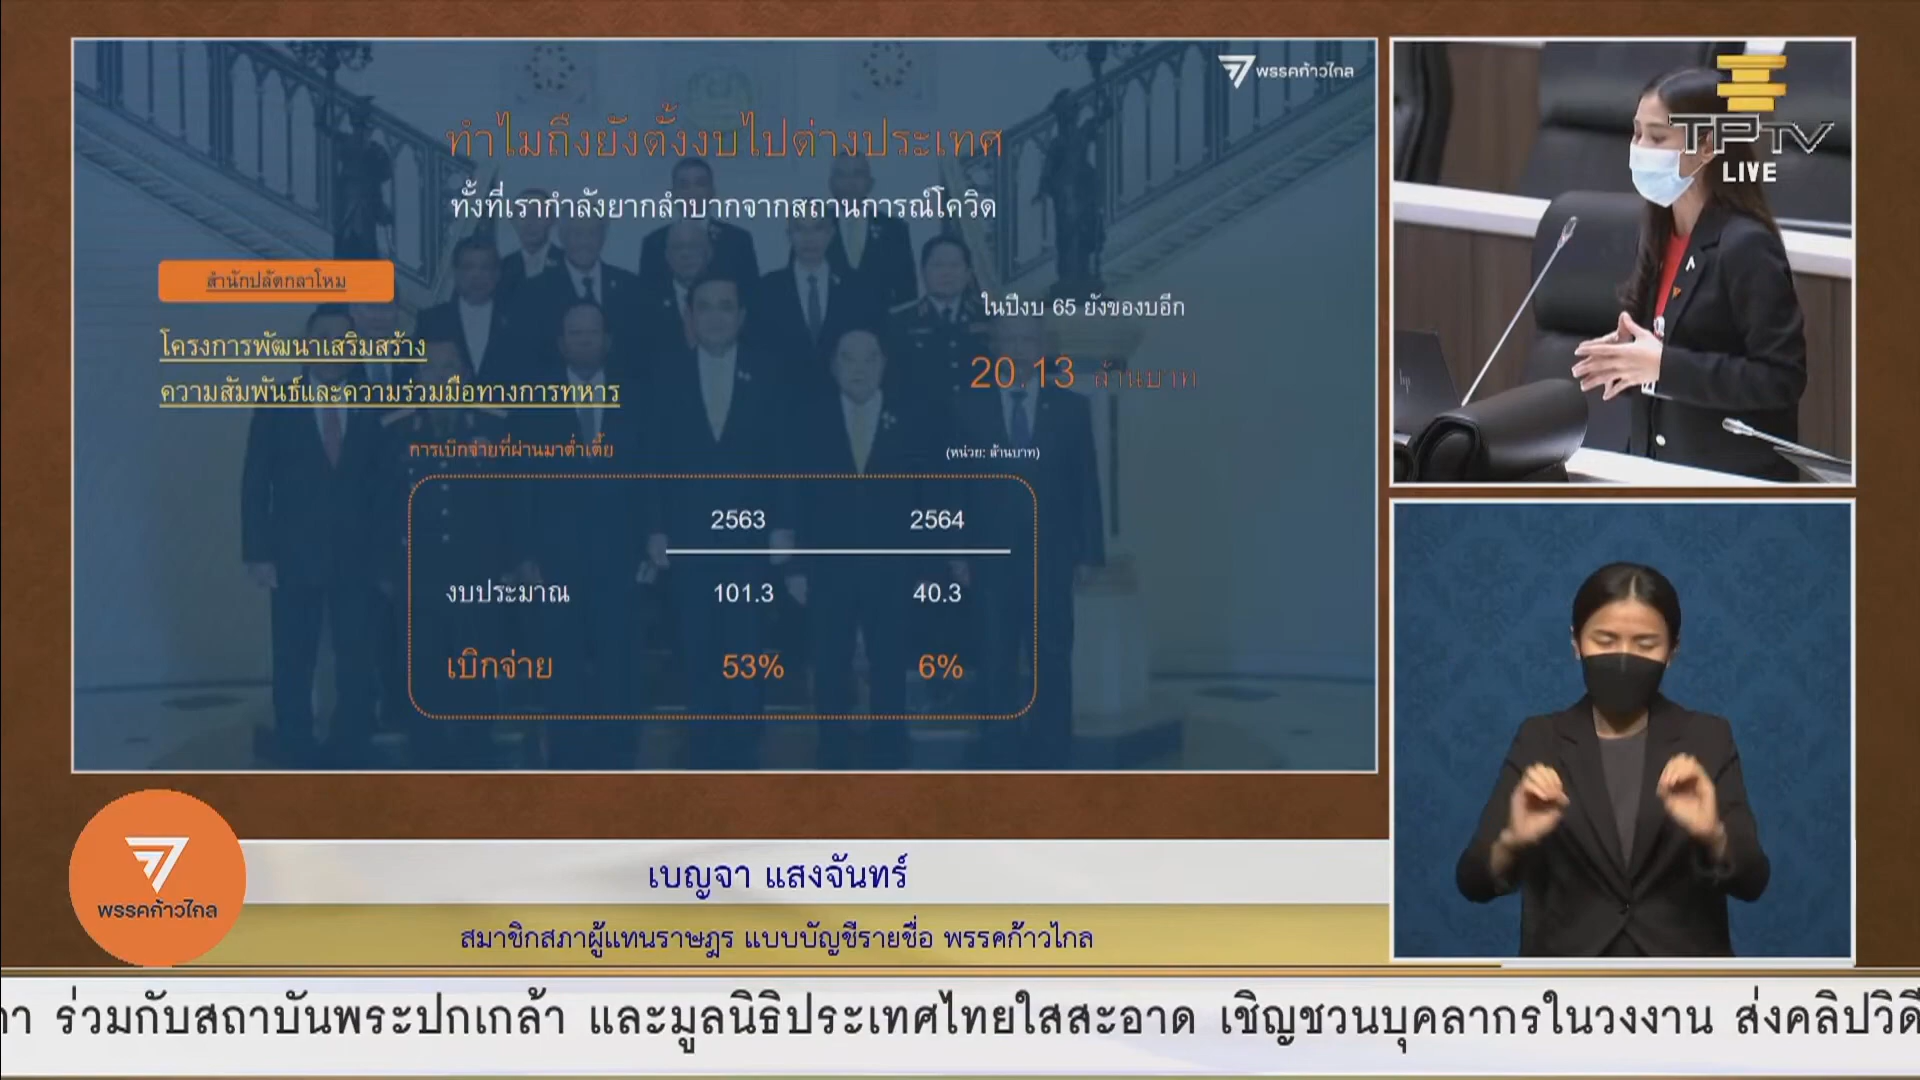 พรรคก้าวไกล
ทำไมถึงยังตั้งงบไปต่างประเทศ
ทั้งที่เรากำลังยากลำบากจากสถานการณ์โควิด
สำนักปลัดกลาโหม
โครงการพัฒนาเสริมสร้าง
ความสัมพันธ์และความร่วมมือทางการทหาร
ในปีงบ 65 ยังของบอีก
20.13 ล้านบาท
การเบิกจ่ายที่ผ่านมาต่ำเตี้ย
(หน่วย: ล้านบาท)
2563 2564
งบประมาณ 101.3 40.3
เบิกจ่าย 53% 6%
TPTV
LIVE
พรรคก้าวไกล
เบญจา แสงจันทร์
สมาชิกสภาผู้แทนราษฎร แบบบัญชีรายชื่อ พรรคก้าวไกล
ร่วมกับสถาบันพระปกเกล้า และมูลนิธิประเทศไทยใสสะอาด เชิญชวนบุคลากรในวงงาน ส่งคลิปวิดี